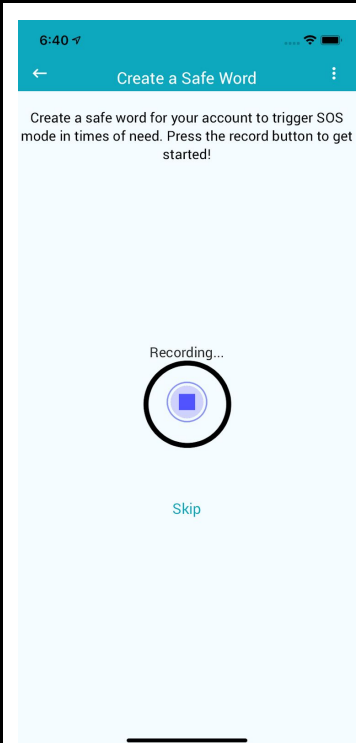 6:40
Create a Safe Word
Create a safe word for your account to trigger SOS
mode in times of need. Press the record button to get
started!
Recording...
Skip